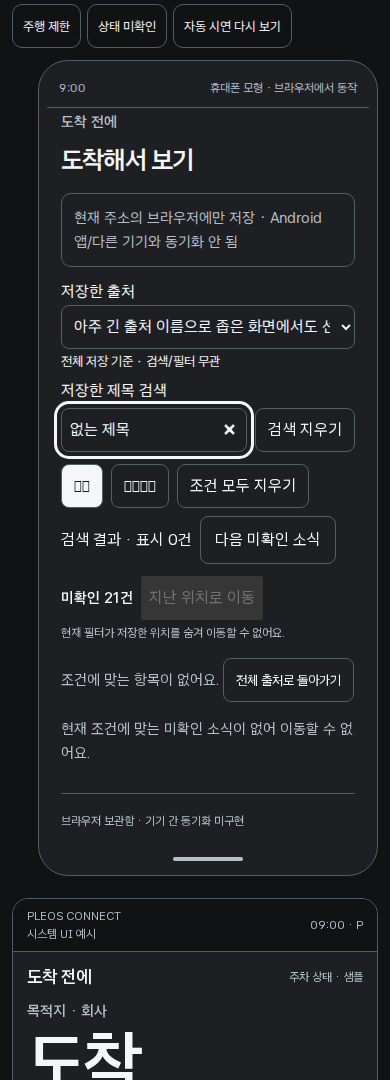 주행 제한 상태 미확인 자동 시연 다시 보기
9:00 휴대폰 모형 · 브라우저에서 동작
도착 전에
도착해서 보기
현재 주소의 브라우저에만 저장 · Android
앱/다른 기기와 동기화 안 됨
저장한 출처
아주 긴 출처 이름으로 좁은 화면에서도
전체 저장 기준 · 검색/필터 무관
저장한 제목 검색
없는 제목 × 검색 지우기
조건 모두 지우기
검색 결과 · 표시 0건 다음 미확인 소식
미확인 21건 지난 위치로 이동
현재 필터가 저장한 위치를 숨겨 이동할 수 없어요.
조건에 맞는 항목이 없어요. 전체 출처로 돌아가기
현재 조건에 맞는 미확인 소식이 없어 이동할 수 없
어요.
브라우저 보관함 · 기기 간 동기화 미구현
PLEOS CONNECT
시스템 UI 예시
09:00 · P
도착 전에 주차 상태 · 샘플
목적지 · 회사
도착